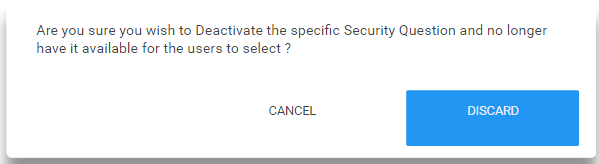 Are you sure you wish to Deactivate the specific Security Question and no longer
have it available for the users to select ?
CANCEL
DISCARD